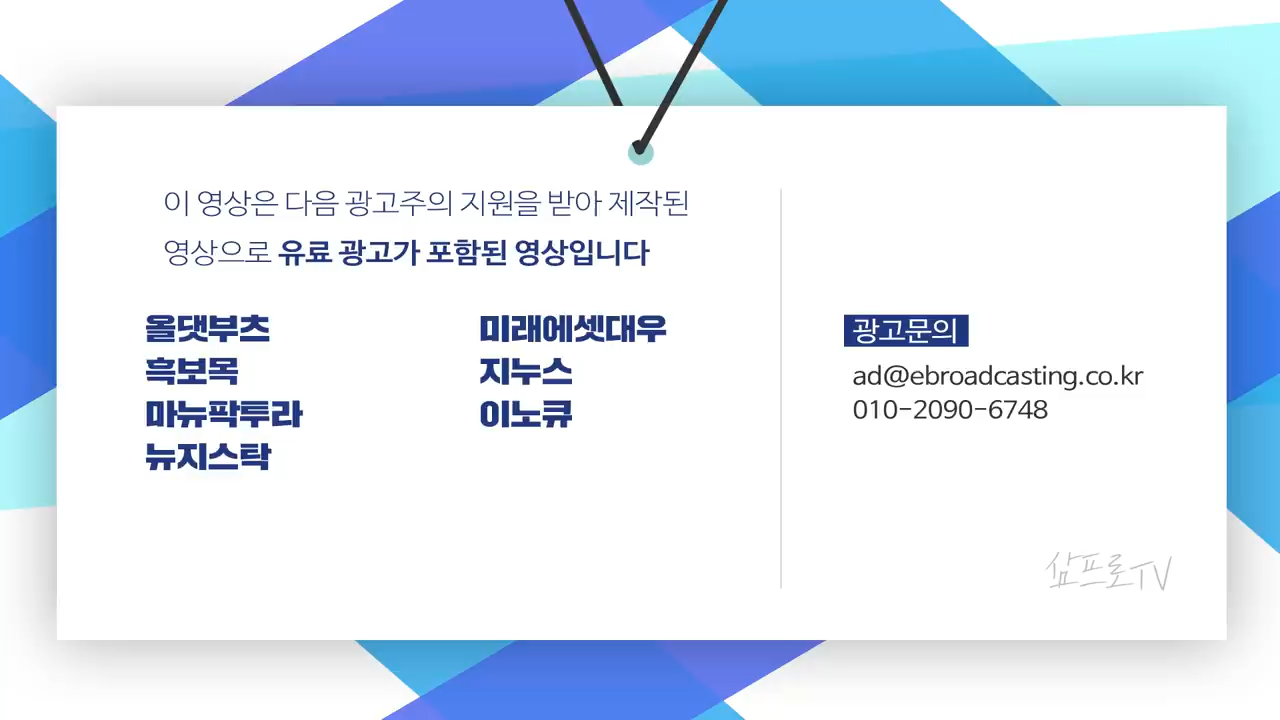 이 영상은 다음 광고주의 지원을 받아 제작된
영상으로 유료 광고가 포함된 영상입니다
올댓부츠
흑보목
마뉴팍투라
뉴지스탁
미래에셋대우
지누스
이노큐
광고문의
ad@ebroadcasting.co.kr
010-2090-6748
삼프로TV